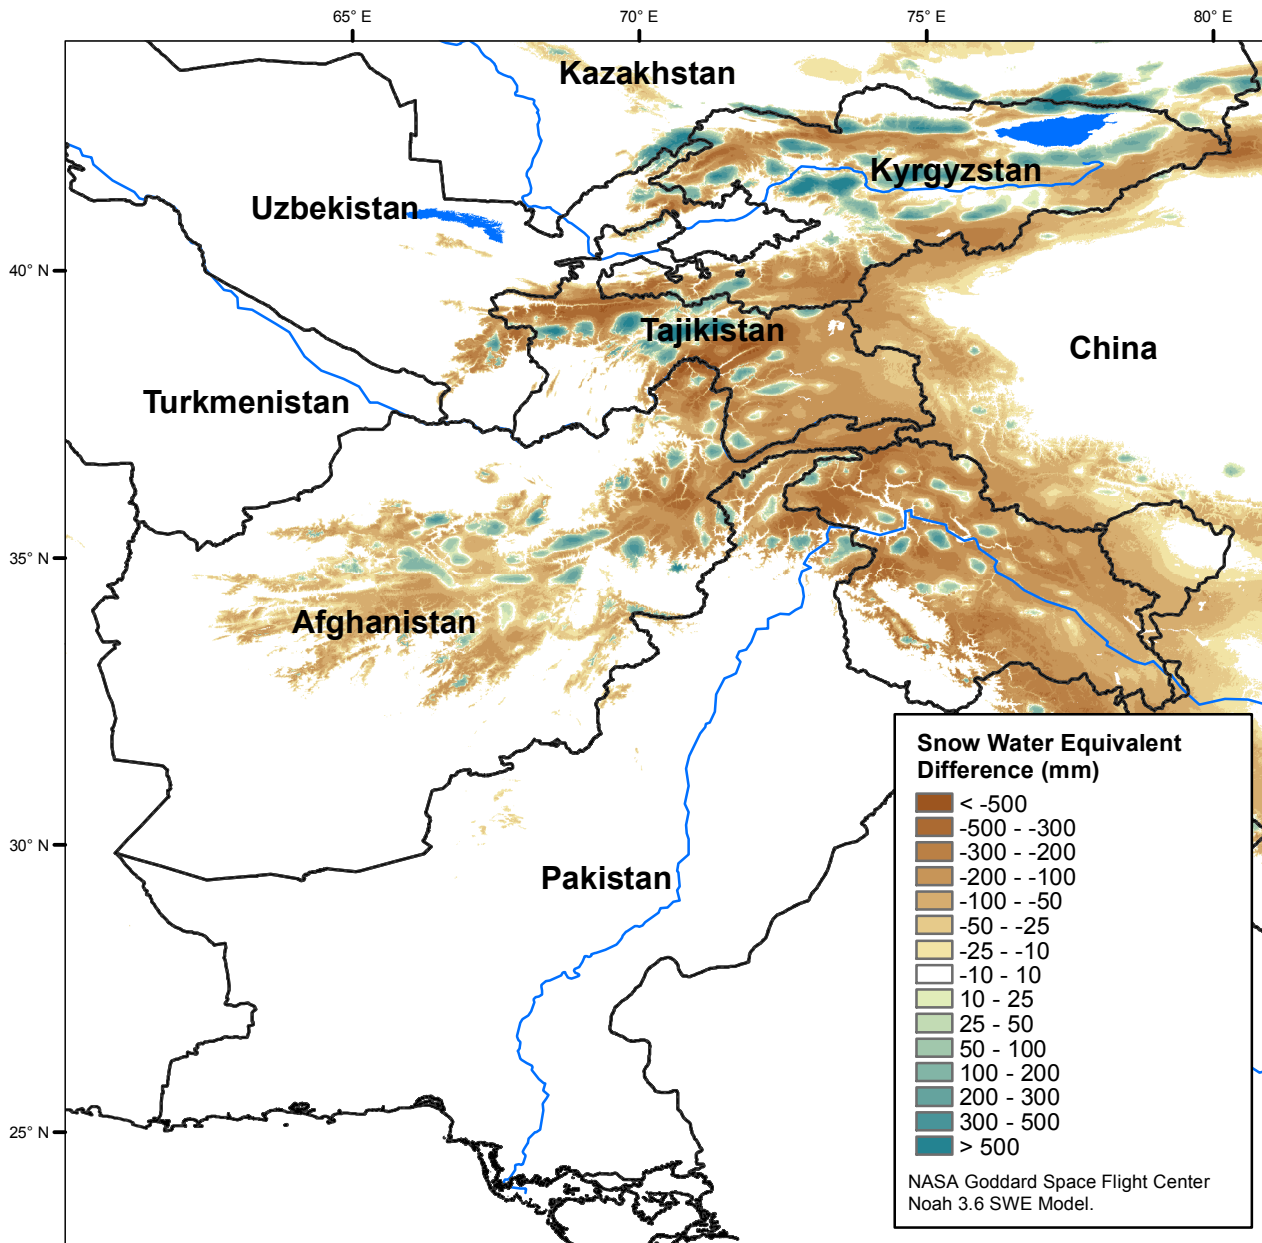 65° E 70° E 75° E 80° E
Kazakhstan
Kyrgyzstan
Uzbekistan
40° N
Tajikistan
China
Turkmenistan
35° N
Afghanistan
Snow Water Equivalent
Difference (mm)
< -500
-500 - -300
-300 - -200
-200 - -100
-100 - -50
-50 - -25
-25 - -10
-10 - 10
10 - 25
25 - 50
50 - 100
100 - 200
200 - 300
300 - 500
> 500
NASA Goddard Space Flight Center
Noah 3.6 SWE Model.
30° N
Pakistan
25° N